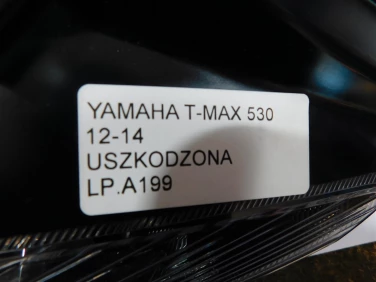 YAMAHA T-MAX 530
12-14
USZKODZONA
LP.A199